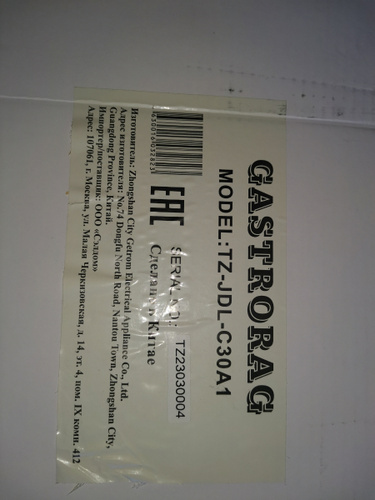 GASTRORAG
MODEL:TZ-JDL-C30A1
SERIAL NO.: TZ23030004
EAC Сделано в Китае
Изготовитель: Zhongshan City Getrom Electrical Appliance Co., Ltd.
Адрес изготовителя: No.74 Dongfu North Road, Nantou Town, Zhongshan City,
Guangdong Province, Китай.
Импортер/поставщик: ООО «Сэлдом»
Адрес: 107061, г. Москва, ул. Малая Черкизовская, д. 14, эт. 4, пом. IX комн. 412